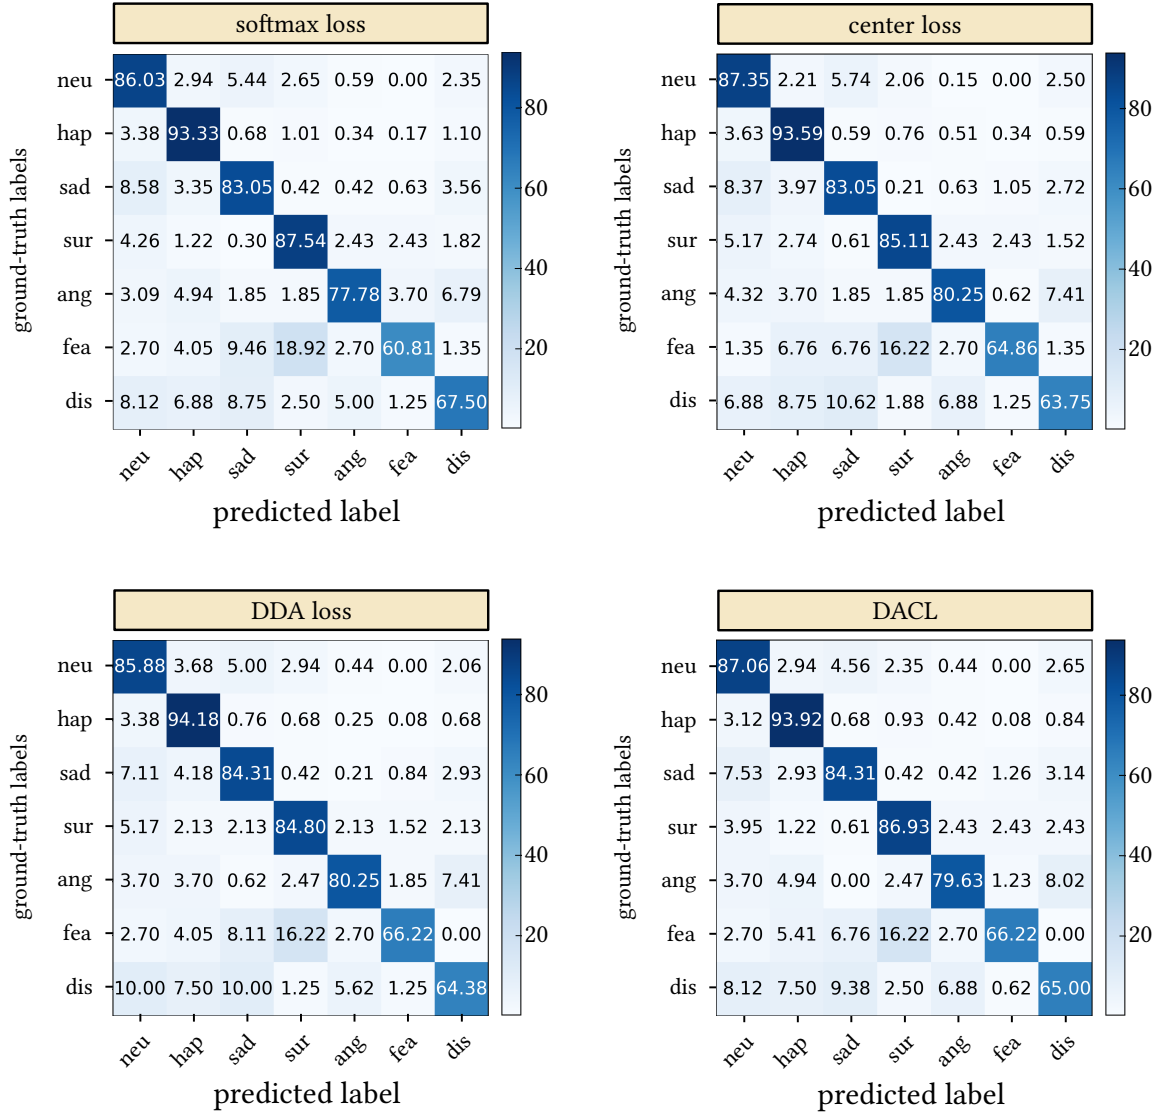 softmax loss
neu 86.03 2.94 5.44 2.65 0.59 0.00 2.35
hap 3.38 93.33 0.68 1.01 0.34 0.17 1.10
sad 8.58 3.35 83.05 0.42 0.42 0.63 3.56
sur 4.26 1.22 0.30 87.54 2.43 2.43 1.82
ang 3.09 4.94 1.85 1.85 77.78 3.70 6.79
fea 2.70 4.05 9.46 18.92 2.70 60.81 1.35
dis 8.12 6.88 8.75 2.50 5.00 1.25 67.50
neu hap sad sur ang fea dis
predicted label
ground-truth labels
80
60
40
20
center loss
neu 87.35 2.21 5.74 2.06 0.15 0.00 2.50
hap 3.63 93.59 0.59 0.76 0.51 0.34 0.59
sad 8.37 3.97 83.05 0.21 0.63 1.05 2.72
sur 5.17 2.74 0.61 85.11 2.43 2.43 1.52
ang 4.32 3.70 1.85 1.85 80.25 0.62 7.41
fea 1.35 6.76 6.76 16.22 2.70 64.86 1.35
dis 6.88 8.75 10.62 1.88 6.88 1.25 63.75
neu hap sad sur ang fea dis
predicted label
ground-truth labels
80
60
40
20
DDA loss
neu 85.88 3.68 5.00 2.94 0.44 0.00 2.06
hap 3.38 94.18 0.76 0.68 0.25 0.08 0.68
sad 7.11 4.18 84.31 0.42 0.21 0.84 2.93
sur 5.17 2.13 2.13 84.80 2.13 1.52 2.13
ang 3.70 3.70 0.62 2.47 80.25 1.85 7.41
fea 2.70 4.05 8.11 16.22 2.70 66.22 0.00
dis 10.00 7.50 10.00 1.25 5.62 1.25 64.38
neu hap sad sur ang fea dis
predicted label
ground-truth labels
80
60
40
20
DACL
neu 87.06 2.94 4.56 2.35 0.44 0.00 2.65
hap 3.12 93.92 0.68 0.93 0.42 0.08 0.84
sad 7.53 2.93 84.31 0.42 0.42 1.26 3.14
sur 3.95 1.22 0.61 86.93 2.43 2.43 2.43
ang 3.70 4.94 0.00 2.47 79.63 1.23 8.02
fea 2.70 5.41 6.76 16.22 2.70 66.22 0.00
dis 8.12 7.50 9.38 2.50 6.88 0.62 65.00
neu hap sad sur ang fea dis
predicted label
ground-truth labels
80
60
40
20